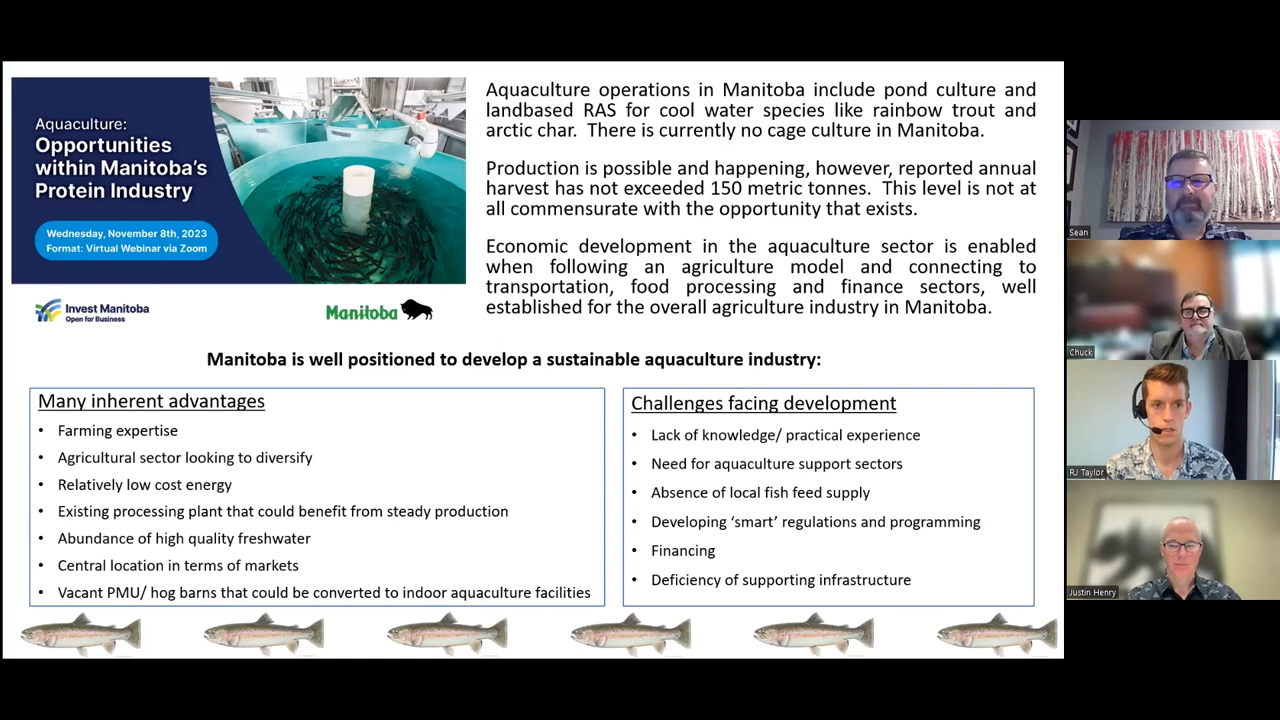 Aquaculture:
Opportunities
within Manitoba's
Protein Industry
Wednesday, November 8th, 2023
Format: Virtual Webinar via Zoom
Invest Manitoba
Open for Business
Manitoba
Aquaculture operations in Manitoba include pond culture and
landbased RAS for cool water species like rainbow trout and
arctic char. There is currently no cage culture in Manitoba.
Production is possible and happening, however, reported annual
harvest has not exceeded 150 metric tonnes. This level is not at
all commensurate with the opportunity that exists.
Economic development in the aquaculture sector is enabled
when following an agriculture model and connecting to
transportation, food processing and finance sectors, well
established for the overall agriculture industry in Manitoba.
Manitoba is well positioned to develop a sustainable aquaculture industry:
Many inherent advantages
• Farming expertise
• Agricultural sector looking to diversify
• Relatively low cost energy
• Existing processing plant that could benefit from steady production
• Abundance of high quality freshwater
• Central location in terms of markets
• Vacant PMU/ hog barns that could be converted to indoor aquaculture facilities
Challenges facing development
• Lack of knowledge/ practical experience
• Need for aquaculture support sectors
• Absence of local fish feed supply
• Developing ‘smart’ regulations and programming
• Financing
• Deficiency of supporting infrastructure
Sean
Chuck
RJ Taylor
Justin Henry